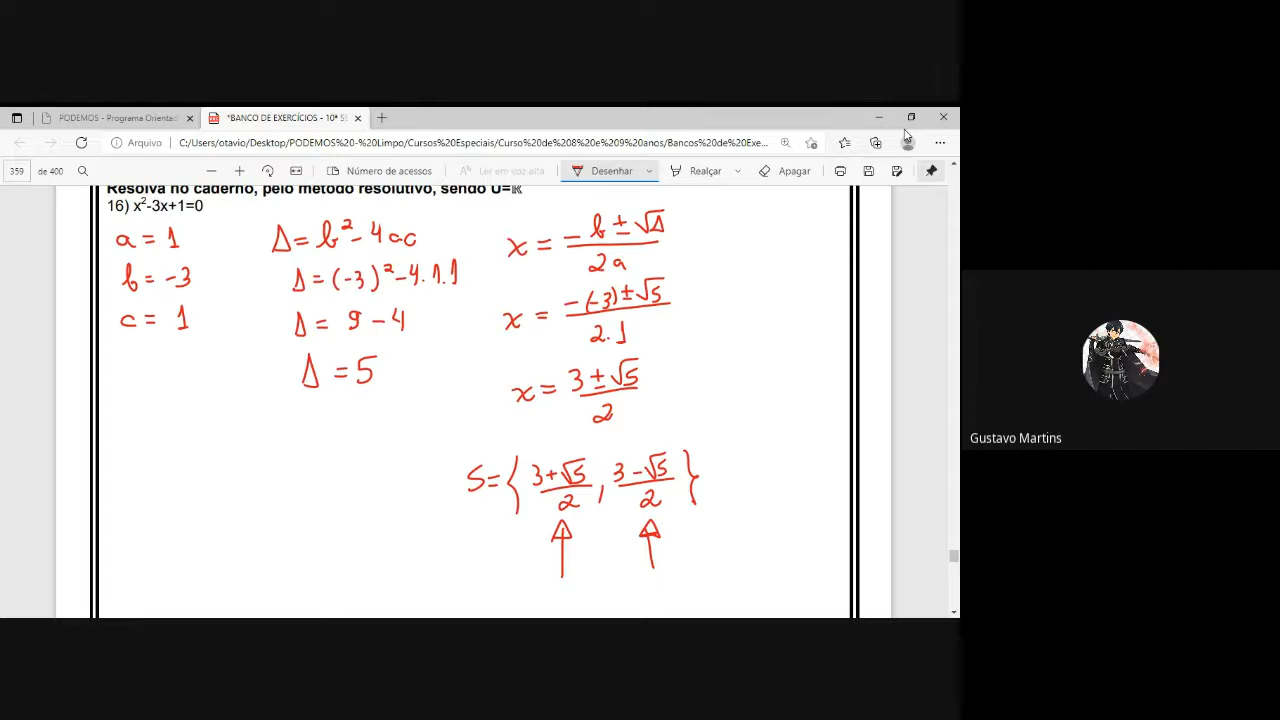 PODEMOS - Programa Orientad
*BANCO DE EXERCÍCIOS - 10ª SE
Arquivo C:/Users/otavio/Desktop/PODEMOS%20-%20Limpo/Cursos%20Especiais/Curso%20de%208%20e%209%20anos/Bancos%20de%20Exe...
359 de 400 Número de acessos Ler em voz alta Desenhar Realçar Apagar
Resolva no caderno, pelo método resolutivo, sendo U=ℝ
16) x²-3x+1=0
a = 1
b = -3
c = 1
Δ = b² - 4ac
Δ = (-3)² - 4.1.1
Δ = 9 - 4
Δ = 5
x = -b ± √Δ / 2a
x = -(-3) ± √5 / 2.1
x = 3 ± √5 / 2
S = { 3+√5 / 2 , 3-√5 / 2 }
Gustavo Martins